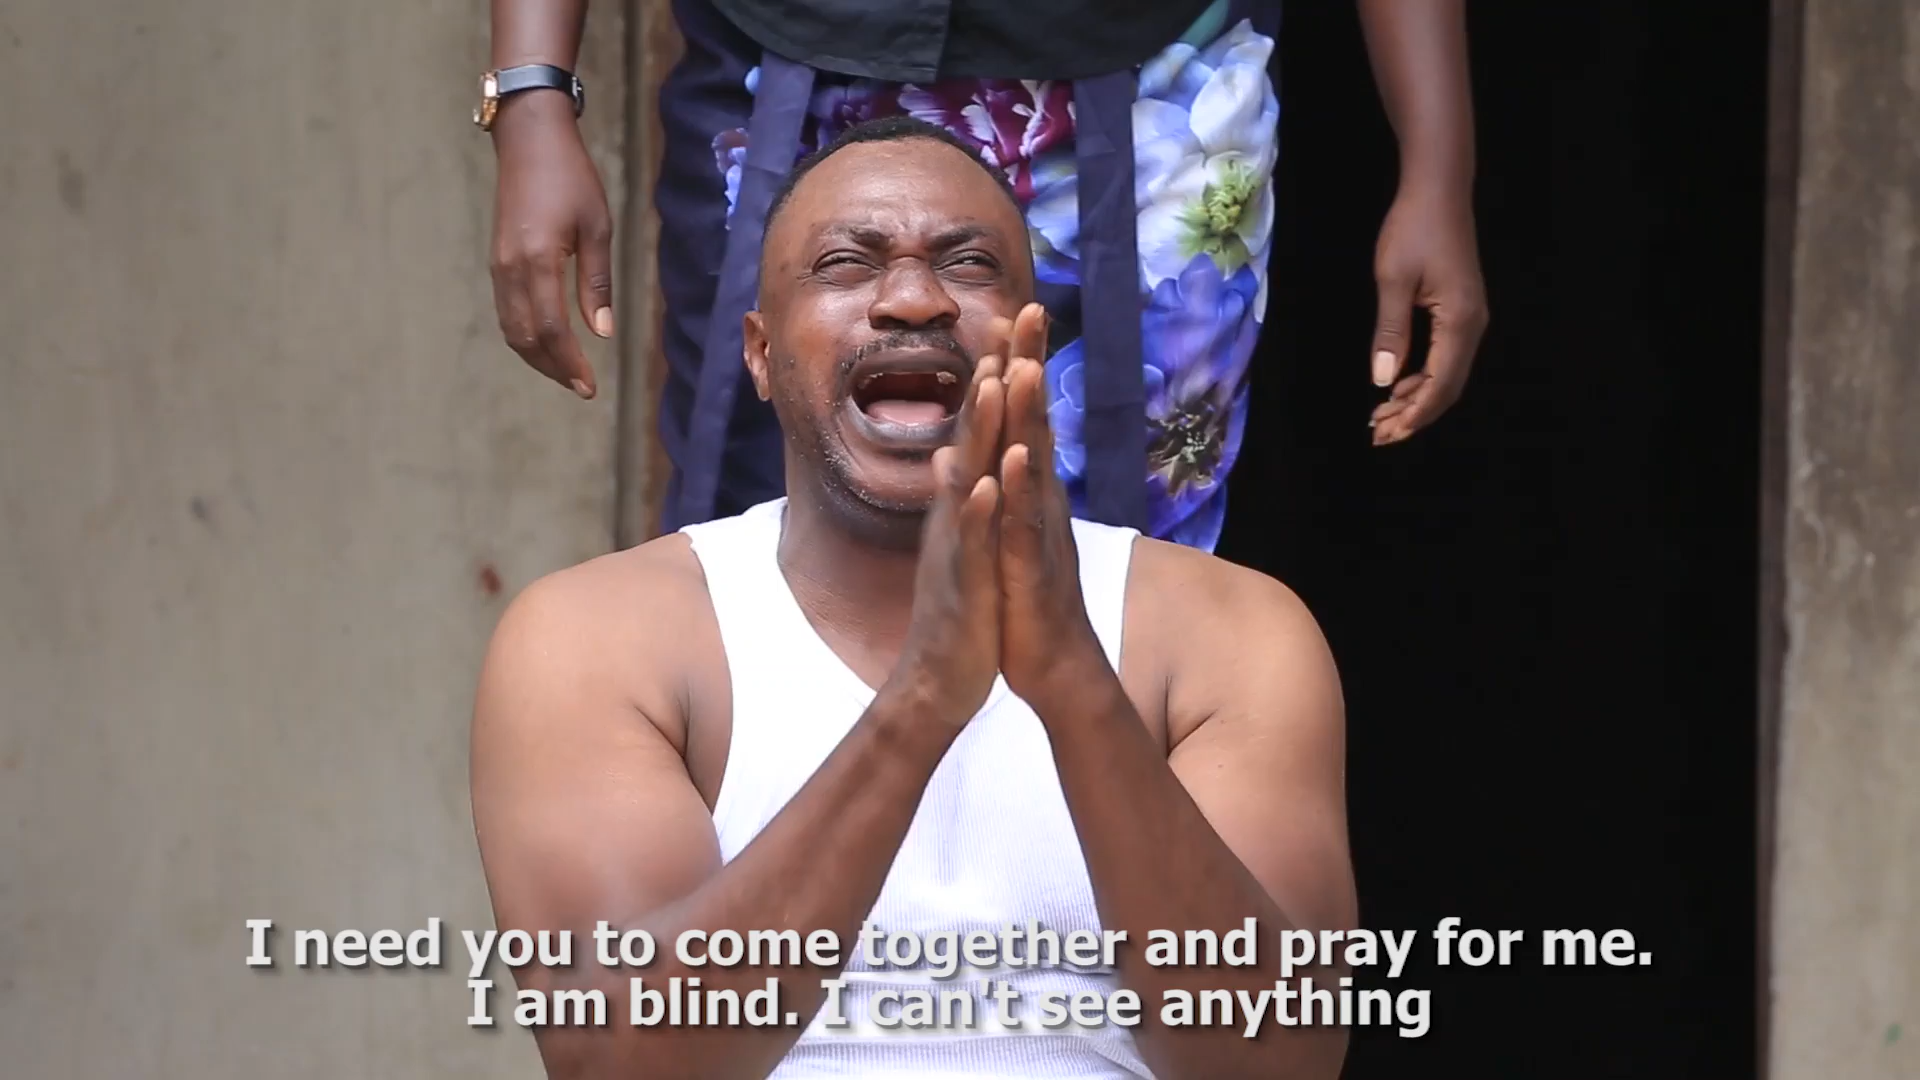 I need you to come together and pray for me.
I am blind. I can't see anything